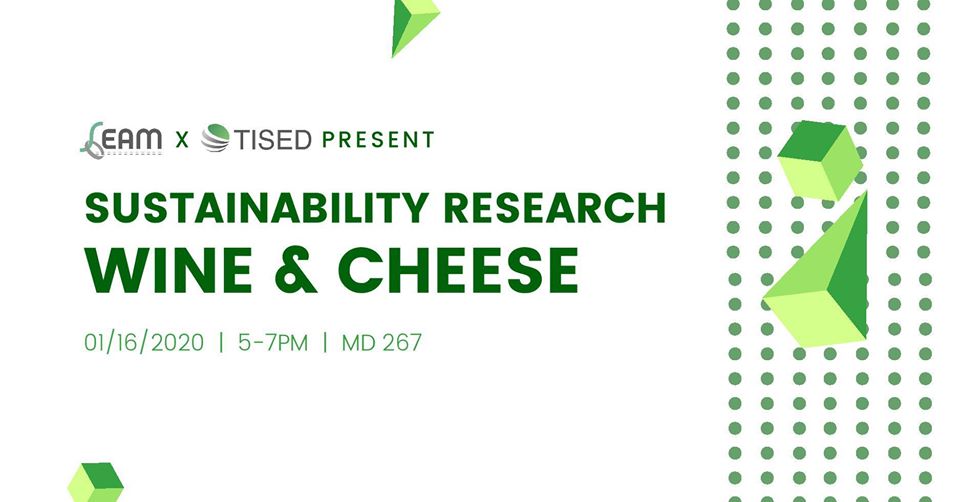 EAM X TISED PRESENT
SUSTAINABILITY RESEARCH
WINE & CHEESE
01/16/2020 | 5-7PM | MD 267